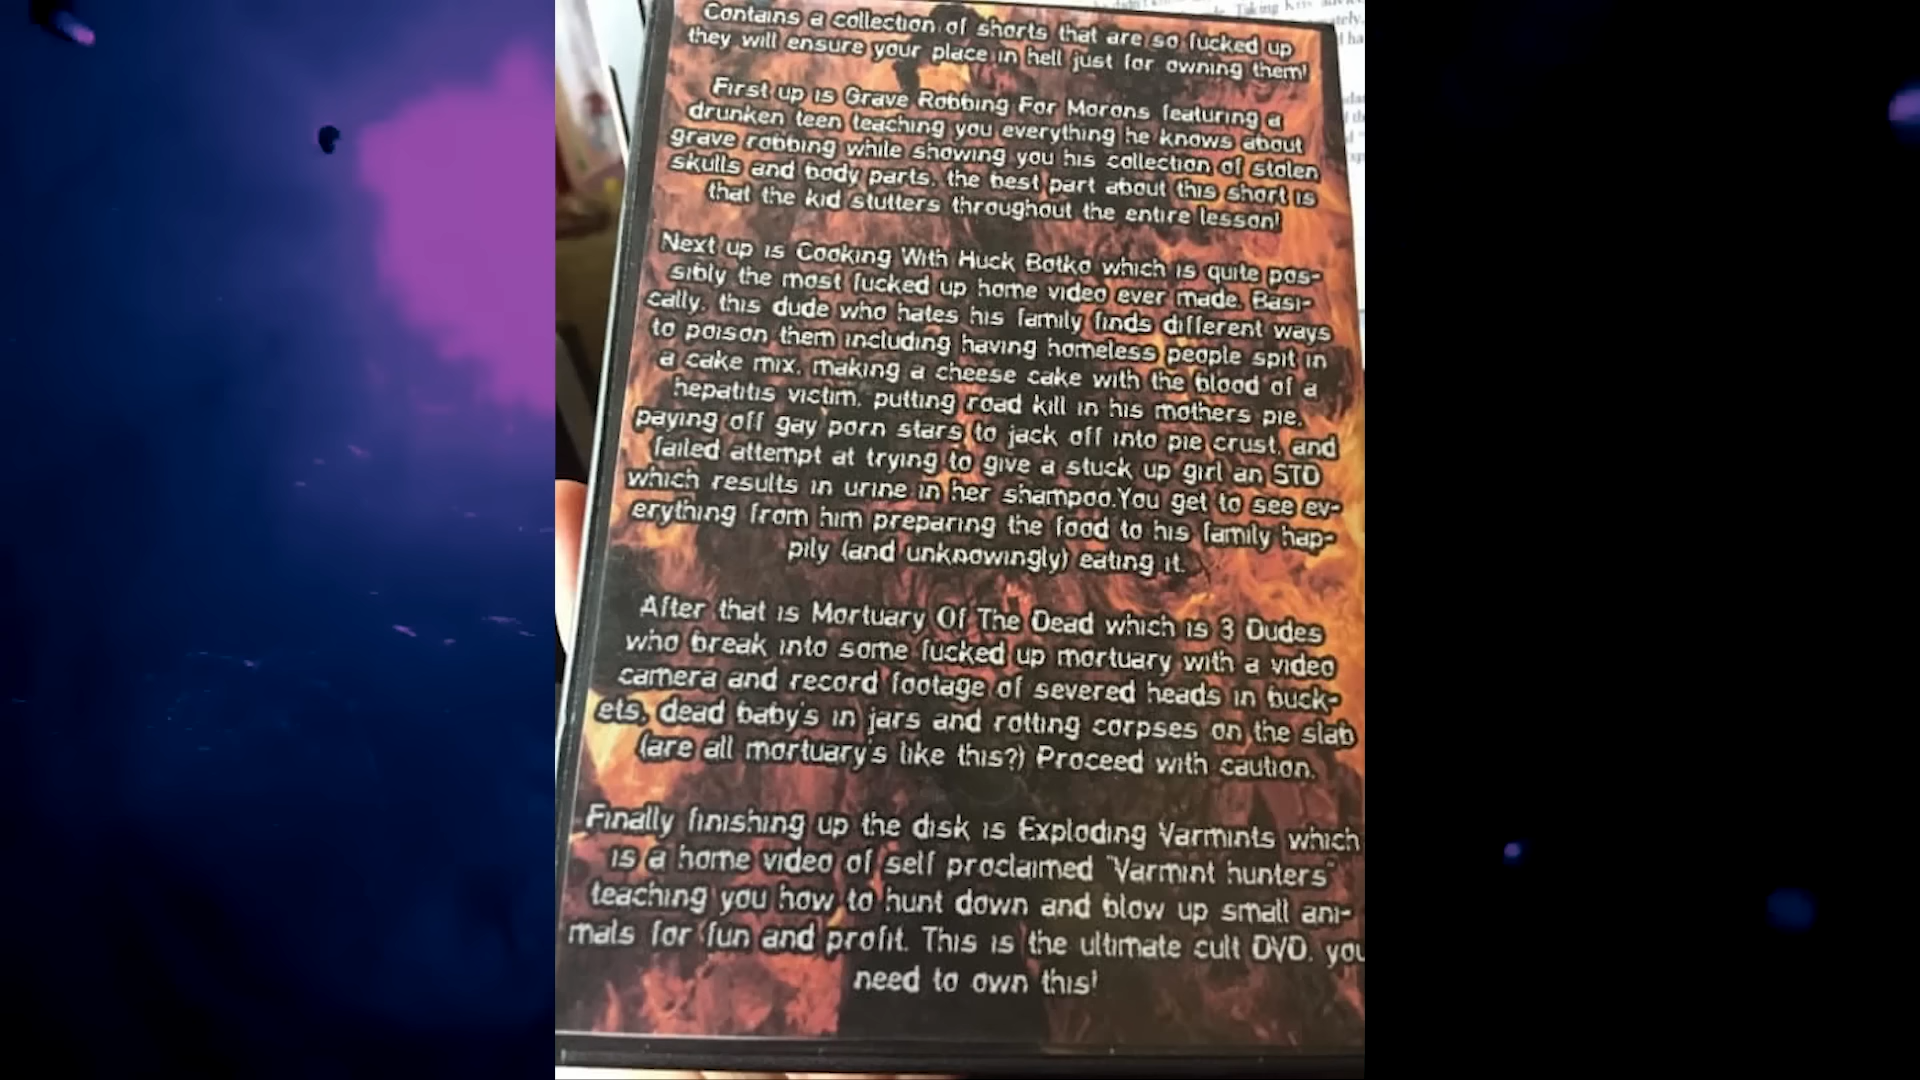 Contains a collection of shorts that are so fucked up
they will ensure your place in hell just for owning them!
First up is Grave Robbing For Morons featuring a
drunken teen teaching you everything he knows about
grave robbing while showing you his collection of stolen
skulls and body parts, the best part about this short is
that the kid stutters throughout the entire lesson!
Next up is Cooking With Huck Botko which is quite pos-
sibly the most fucked up home video ever made. Basi-
cally, this dude who hates his family finds different ways
to poison them including having homeless people spit in
a cake mix, making a cheese cake with the blood of a
hepatitis victim, putting road kill in his mothers pie,
paying off gay porn stars to jack off into pie crust, and
failed attempt at trying to give a stuck up girl an STD
which results in urine in her shampoo.You get to see ev-
erything from him preparing the food to his family hap-
pily (and unknowingly) eating it.
After that is Mortuary Of The Dead which is 3 Dudes
who break into some fucked up mortuary with a video
camera and record footage of severed heads in buck-
ets, dead baby's in jars and rotting corpses on the slab
(are all mortuary's like this?) Proceed with caution.
Finally finishing up the disk is Exploding Varmints which
is a home video of self proclaimed "Varmint hunters"
teaching you how to hunt down and blow up small ani-
mals for fun and profit. This is the ultimate cult DVD, you
need to own this!